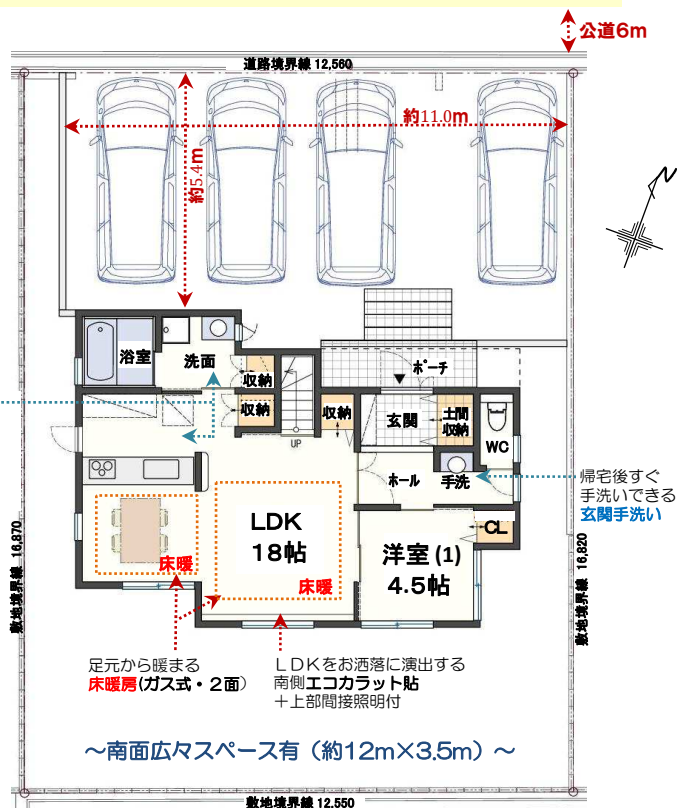 公道6m
道路境界線 12,560
約11.0m
約5.4m
N
浴室
洗面
収納
収納
UP
収納
ポーチ
玄関
土間
収納
WC
ホール
手洗
帰宅後すぐ
手洗いできる
玄関手洗い
LDK
18帖
床暖
床暖
洋室(1)
4.5帖
CL
敷地境界線 16,870
敷地境界線 16,820
足元から暖まる
床暖房(ガス式・2面)
LDKをお洒落に演出する
南側エコカラット貼
+上部間接照明付
～南面広々スペース有（約12m×3.5m）～
敷地境界線 12,550